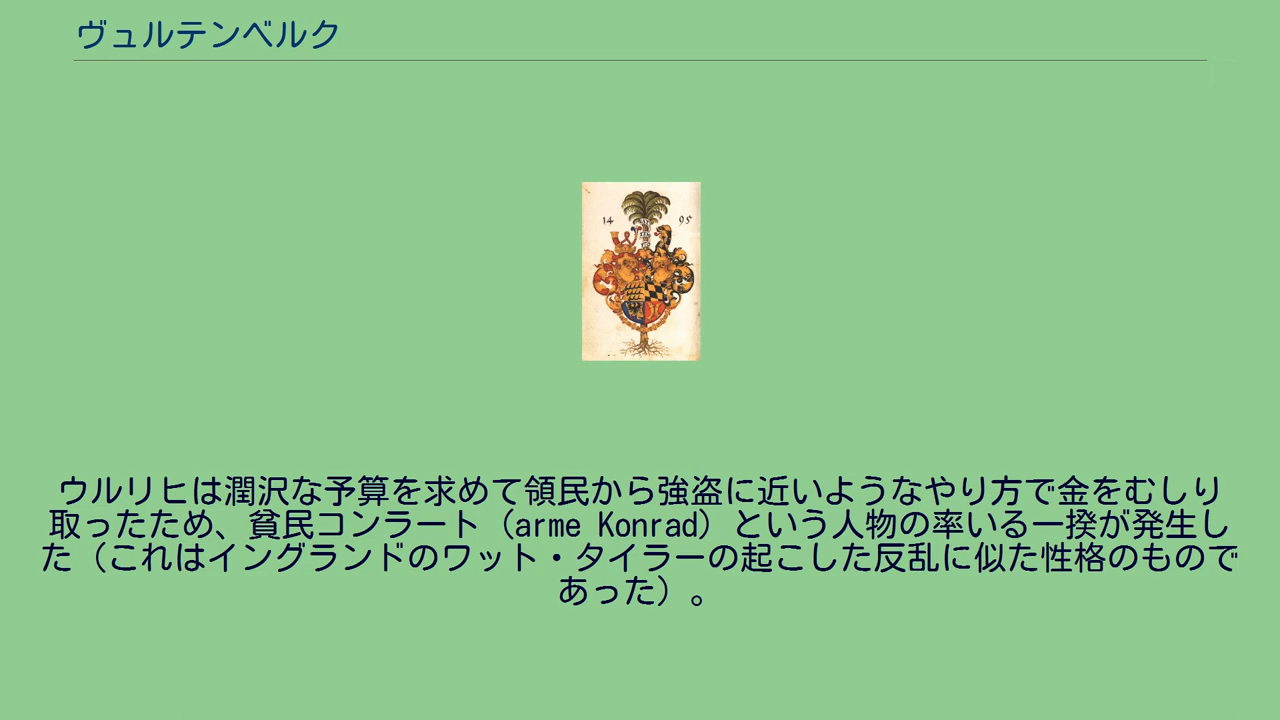 ヴュルテンベルク
14 95
ウルリヒは潤沢な予算を求めて領民から強盗に近いようなやり方で金をむしり
取ったため、貧民コンラート（arme Konrad）という人物の率いる一揆が発生し
た（これはイングランドのワット・タイラーの起こした反乱に似た性格のもので
あった）。